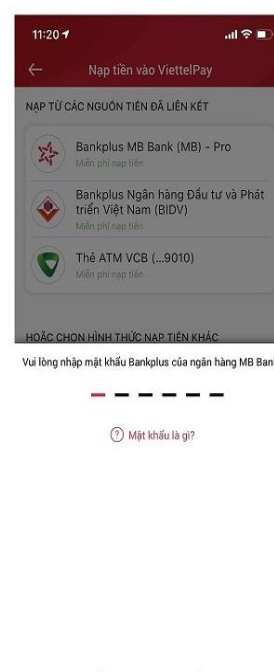 11:20
Nạp tiền vào ViettelPay
NẠP TỪ CÁC NGUỒN TIỀN ĐÃ LIÊN KẾT
Bankplus MB Bank (MB) - Pro
Miễn phí nạp tiền
Bankplus Ngân hàng Đầu tư và Phát
triển Việt Nam (BIDV)
Miễn phí nạp tiền
Thẻ ATM VCB (...9010)
Miễn phí nạp tiền
HOẶC CHỌN HÌNH THỨC NẠP TIỀN KHÁC
Vui lòng nhập mật khẩu Bankplus của ngân hàng MB Ban
? Mật khẩu là gì?